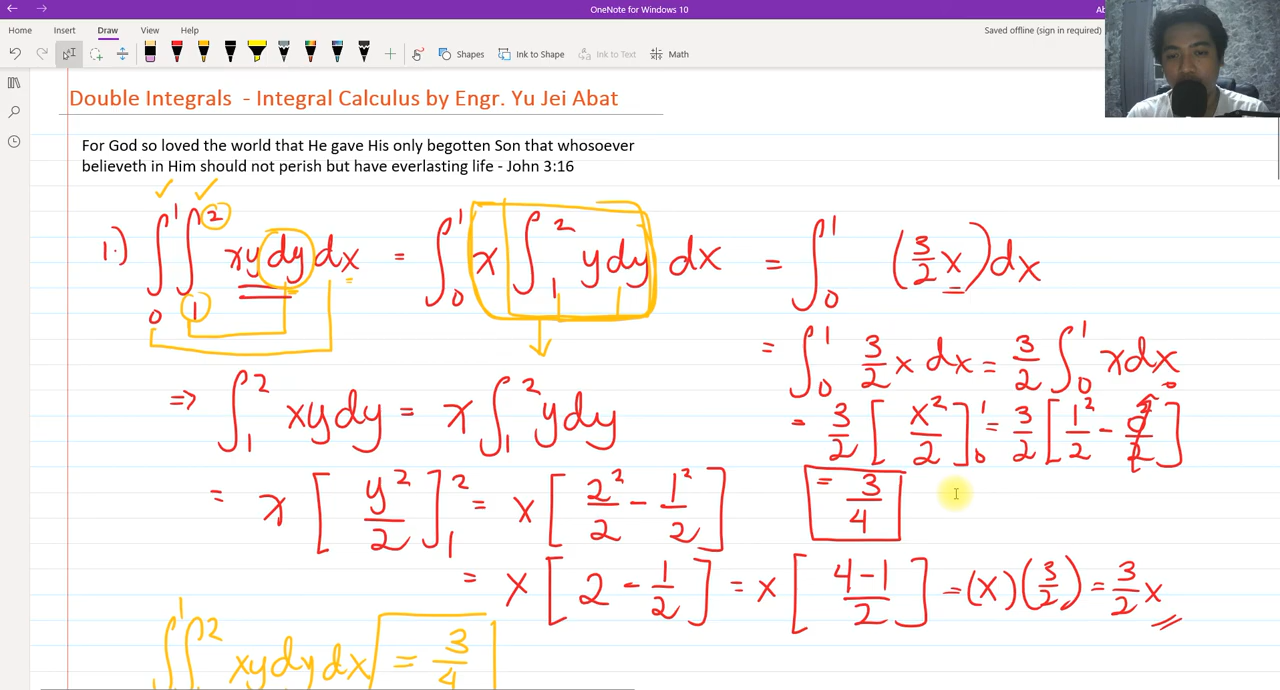 OneNote for Windows 10
Ab
Home Insert Draw View Help
Saved offline (sign in required)
Shapes Ink to Shape Ink to Text Math
Double Integrals - Integral Calculus by Engr. Yu Jei Abat
For God so loved the world that He gave His only begotten Son that whosoever
believeth in Him should not perish but have everlasting life - John 3:16
1.) ∫₀¹ ∫₁² xy dy dx = ∫₀¹ x ∫₁² y dy dx = ∫₀¹ (3/2 x) dx
= ∫₀¹ 3/2 x dx = 3/2 ∫₀¹ x dx
⇒ ∫₁² xy dy = x ∫₁² y dy
= 3/2 [x²/2]₀¹ = 3/2 [1²/2 - 0²/2]
= x [y²/2]₁² = x [2²/2 - 1²/2]
= 3/4
= x [2 - 1/2] = x [4-1/2] = (x)(3/2) = 3/2 x
∫₀¹ ∫₁² xy dy dx = 3/4